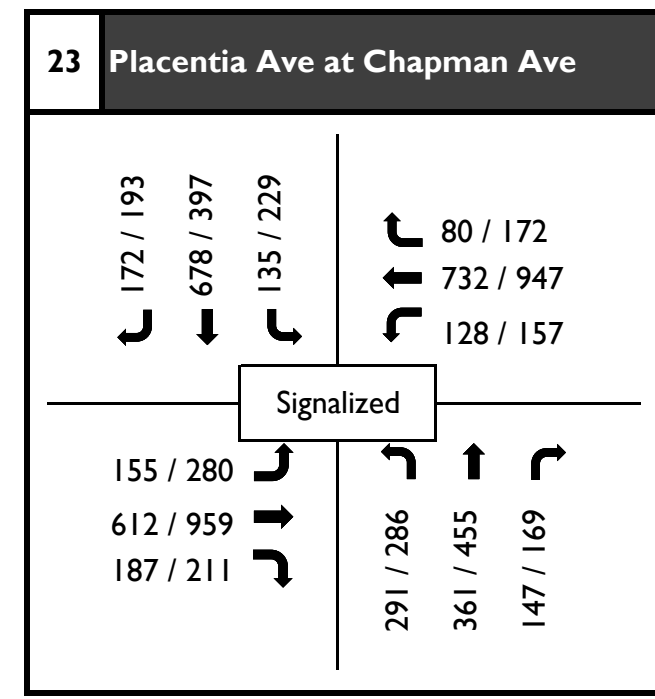 23 Placentia Ave at Chapman Ave
172 / 193
678 / 397
135 / 229
80 / 172
732 / 947
128 / 157
Signalized
155 / 280
612 / 959
187 / 211
291 / 286
361 / 455
147 / 169